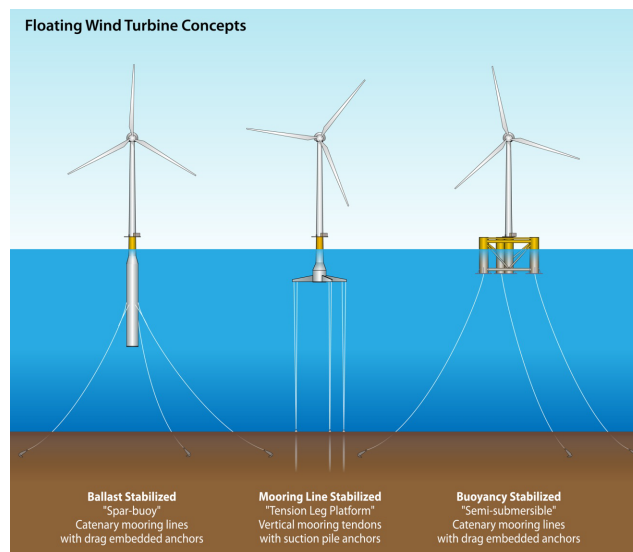 Floating Wind Turbine Concepts
Ballast Stabilized
"Spar-buoy"
Catenary mooring lines
with drag embedded anchors
Mooring Line Stabilized
"Tension Leg Platform"
Vertical mooring tendons
with suction pile anchors
Buoyancy Stabilized
"Semi-submersible"
Catenary mooring lines
with drag embedded anchors